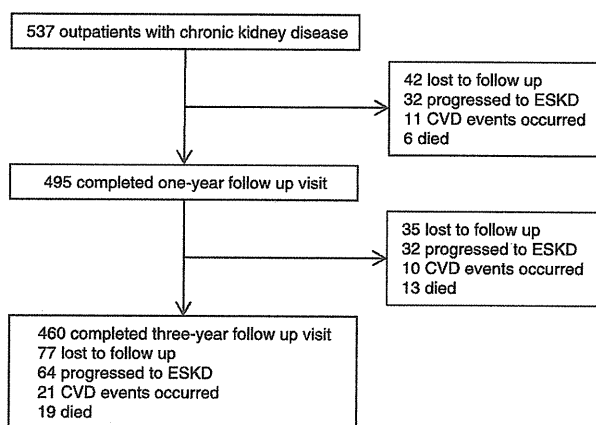 537 outpatients with chronic kidney disease
42 lost to follow up
32 progressed to ESKD
11 CVD events occurred
6 died
495 completed one-year follow up visit
35 lost to follow up
32 progressed to ESKD
10 CVD events occurred
13 died
460 completed three-year follow up visit
77 lost to follow up
64 progressed to ESKD
21 CVD events occurred
19 died